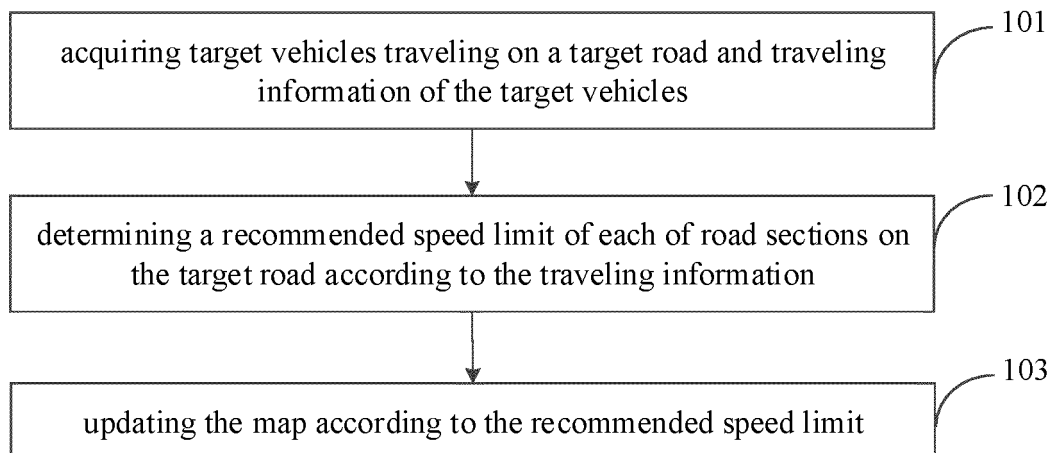 101
acquiring target vehicles traveling on a target road and traveling
information of the target vehicles
102
determining a recommended speed limit of each of road sections on
the target road according to the traveling information
103
updating the map according to the recommended speed limit